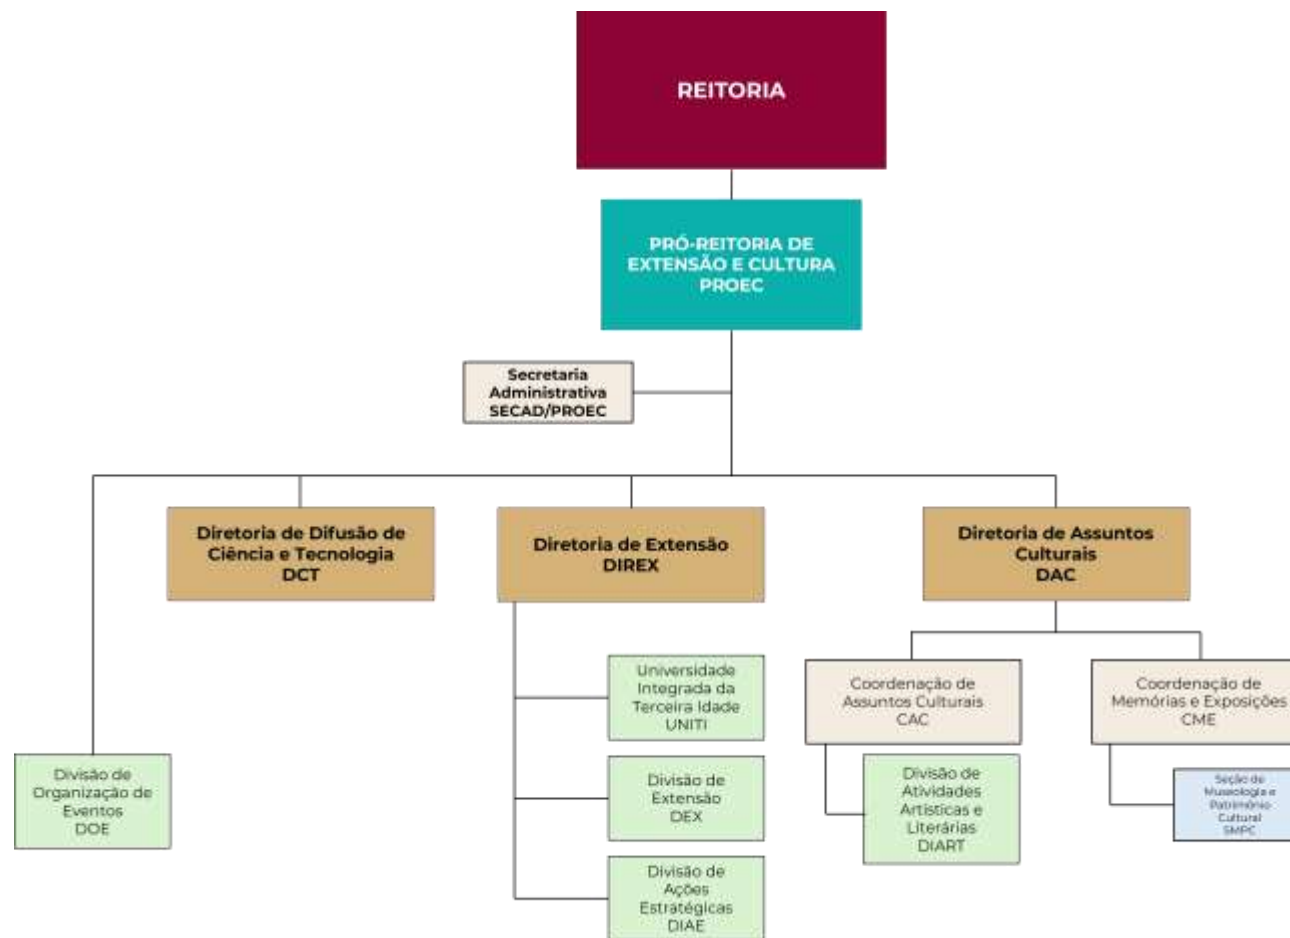 REITORIA
PRÓ-REITORIA DE
EXTENSÃO E CULTURA
PROEC
Secretaria
Administrativa
SECAD/PROEC
Diretoria de Difusão de
Ciência e Tecnologia
DCT
Diretoria de Extensão
DIREX
Diretoria de Assuntos
Culturais
DAC
Universidade
Integrada da
Terceira Idade
UNITI
Coordenação de
Assuntos Culturais
CAC
Coordenação de
Memórias e Exposições
CME
Divisão de
Organização de
Eventos
DOE
Divisão de
Extensão
DEX
Divisão de
Atividades
Artísticas e
Literárias
DIART
Seção de
Museologia e
Patrimônio
Cultural
SMPC
Divisão de
Ações
Estratégicas
DIAE